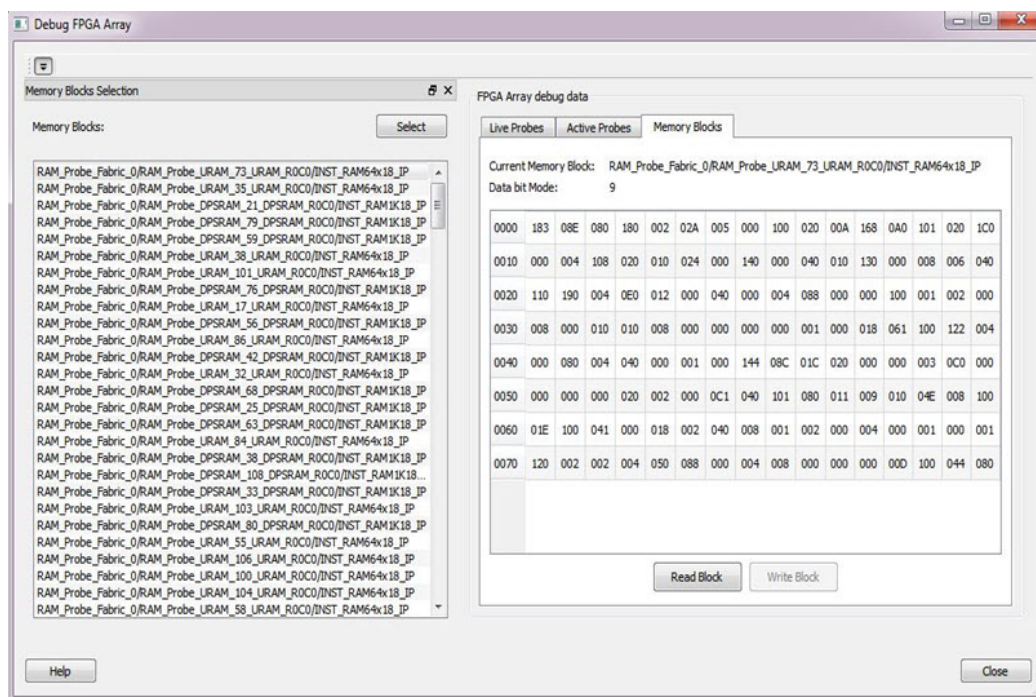 Debug FPGA Array
Memory Blocks Selection
Memory Blocks:
Select
RAM_Probe_Fabric_0/RAM_Probe_URAM_73_URAM_R0C0/INST_RAM64x18_IP
RAM_Probe_Fabric_0/RAM_Probe_URAM_35_URAM_R0C0/INST_RAM64x18_IP
RAM_Probe_Fabric_0/RAM_Probe_DPSRAM_21_DPSRAM_R0C0/INST_RAM1K18_IP
RAM_Probe_Fabric_0/RAM_Probe_DPSRAM_79_DPSRAM_R0C0/INST_RAM1K18_IP
RAM_Probe_Fabric_0/RAM_Probe_DPSRAM_59_DPSRAM_R0C0/INST_RAM1K18_IP
RAM_Probe_Fabric_0/RAM_Probe_URAM_38_URAM_R0C0/INST_RAM64x18_IP
RAM_Probe_Fabric_0/RAM_Probe_URAM_101_URAM_R0C0/INST_RAM64x18_IP
RAM_Probe_Fabric_0/RAM_Probe_DPSRAM_76_DPSRAM_R0C0/INST_RAM1K18_IP
RAM_Probe_Fabric_0/RAM_Probe_URAM_17_URAM_R0C0/INST_RAM64x18_IP
RAM_Probe_Fabric_0/RAM_Probe_DPSRAM_56_DPSRAM_R0C0/INST_RAM1K18_IP
RAM_Probe_Fabric_0/RAM_Probe_URAM_86_URAM_R0C0/INST_RAM64x18_IP
RAM_Probe_Fabric_0/RAM_Probe_DPSRAM_42_DPSRAM_R0C0/INST_RAM1K18_IP
RAM_Probe_Fabric_0/RAM_Probe_URAM_32_URAM_R0C0/INST_RAM64x18_IP
RAM_Probe_Fabric_0/RAM_Probe_DPSRAM_68_DPSRAM_R0C0/INST_RAM1K18_IP
RAM_Probe_Fabric_0/RAM_Probe_DPSRAM_25_DPSRAM_R0C0/INST_RAM1K18_IP
RAM_Probe_Fabric_0/RAM_Probe_DPSRAM_63_DPSRAM_R0C0/INST_RAM1K18_IP
RAM_Probe_Fabric_0/RAM_Probe_URAM_84_URAM_R0C0/INST_RAM64x18_IP
RAM_Probe_Fabric_0/RAM_Probe_DPSRAM_38_DPSRAM_R0C0/INST_RAM1K18_IP
RAM_Probe_Fabric_0/RAM_Probe_DPSRAM_108_DPSRAM_R0C0/INST_RAM1K18...
RAM_Probe_Fabric_0/RAM_Probe_DPSRAM_33_DPSRAM_R0C0/INST_RAM1K18_IP
RAM_Probe_Fabric_0/RAM_Probe_URAM_103_URAM_R0C0/INST_RAM64x18_IP
RAM_Probe_Fabric_0/RAM_Probe_DPSRAM_80_DPSRAM_R0C0/INST_RAM1K18_IP
RAM_Probe_Fabric_0/RAM_Probe_URAM_55_URAM_R0C0/INST_RAM64x18_IP
RAM_Probe_Fabric_0/RAM_Probe_URAM_106_URAM_R0C0/INST_RAM64x18_IP
RAM_Probe_Fabric_0/RAM_Probe_URAM_100_URAM_R0C0/INST_RAM64x18_IP
RAM_Probe_Fabric_0/RAM_Probe_URAM_104_URAM_R0C0/INST_RAM64x18_IP
RAM_Probe_Fabric_0/RAM_Probe_URAM_58_URAM_R0C0/INST_RAM64x18_IP
FPGA Array debug data
Live Probes Active Probes Memory Blocks
Current Memory Block: RAM_Probe_Fabric_0/RAM_Probe_URAM_73_URAM_R0C0/INST_RAM64x18_IP
Data bit Mode: 9
0000 183 08E 080 180 002 02A 005 000 100 020 00A 168 0A0 101 020 1C0
0010 000 004 108 020 010 024 000 140 000 040 010 130 000 008 006 040
0020 110 190 004 0E0 012 000 040 000 004 088 000 000 100 001 002 000
0030 008 000 010 010 008 000 000 000 000 001 000 018 061 100 122 004
0040 000 080 004 040 000 001 000 144 08C 01C 020 000 000 003 0C0 000
0050 000 000 000 020 002 000 0C1 040 101 080 011 009 010 04E 008 100
0060 01E 100 041 000 018 002 040 008 001 002 000 004 000 001 000 001
0070 120 002 002 004 050 088 000 004 008 000 000 000 00D 100 044 080
Read Block Write Block
Help Close